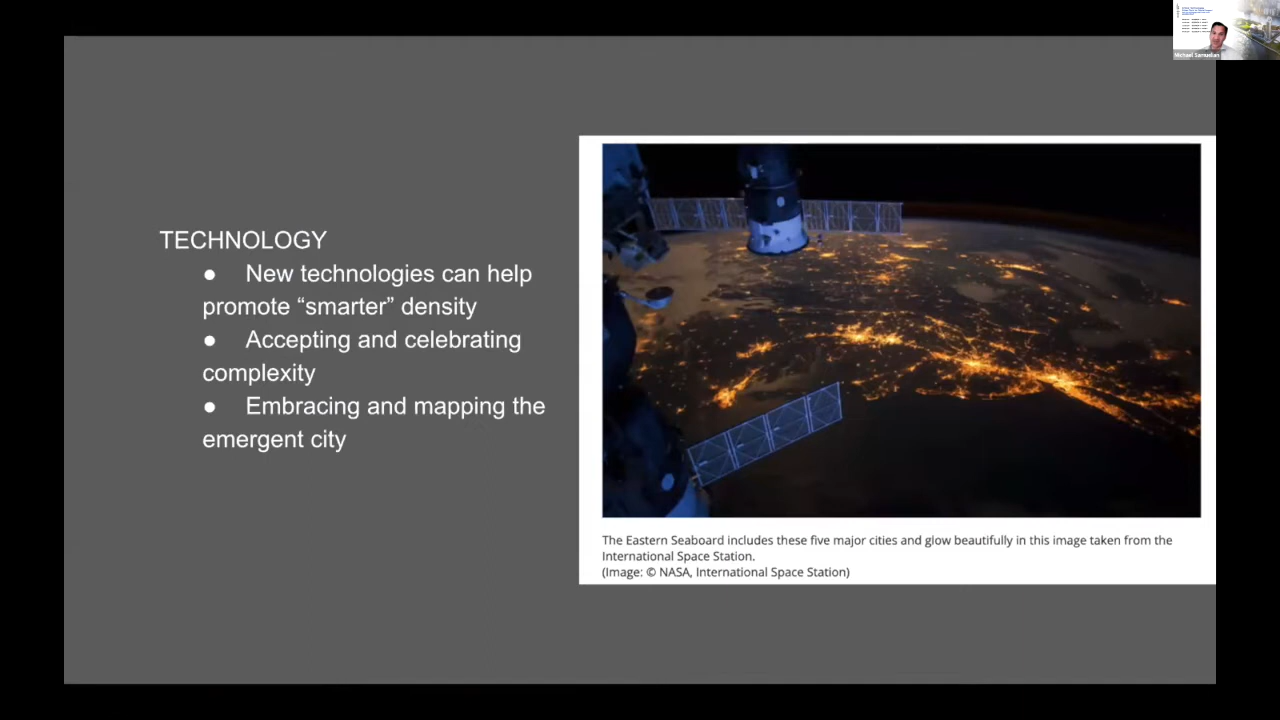 Michael Samuelian
TECHNOLOGY
● New technologies can help
promote “smarter” density
● Accepting and celebrating
complexity
● Embracing and mapping the
emergent city
The Eastern Seaboard includes these five major cities and glow beautifully in this image taken from the
International Space Station.
(Image: © NASA, International Space Station)